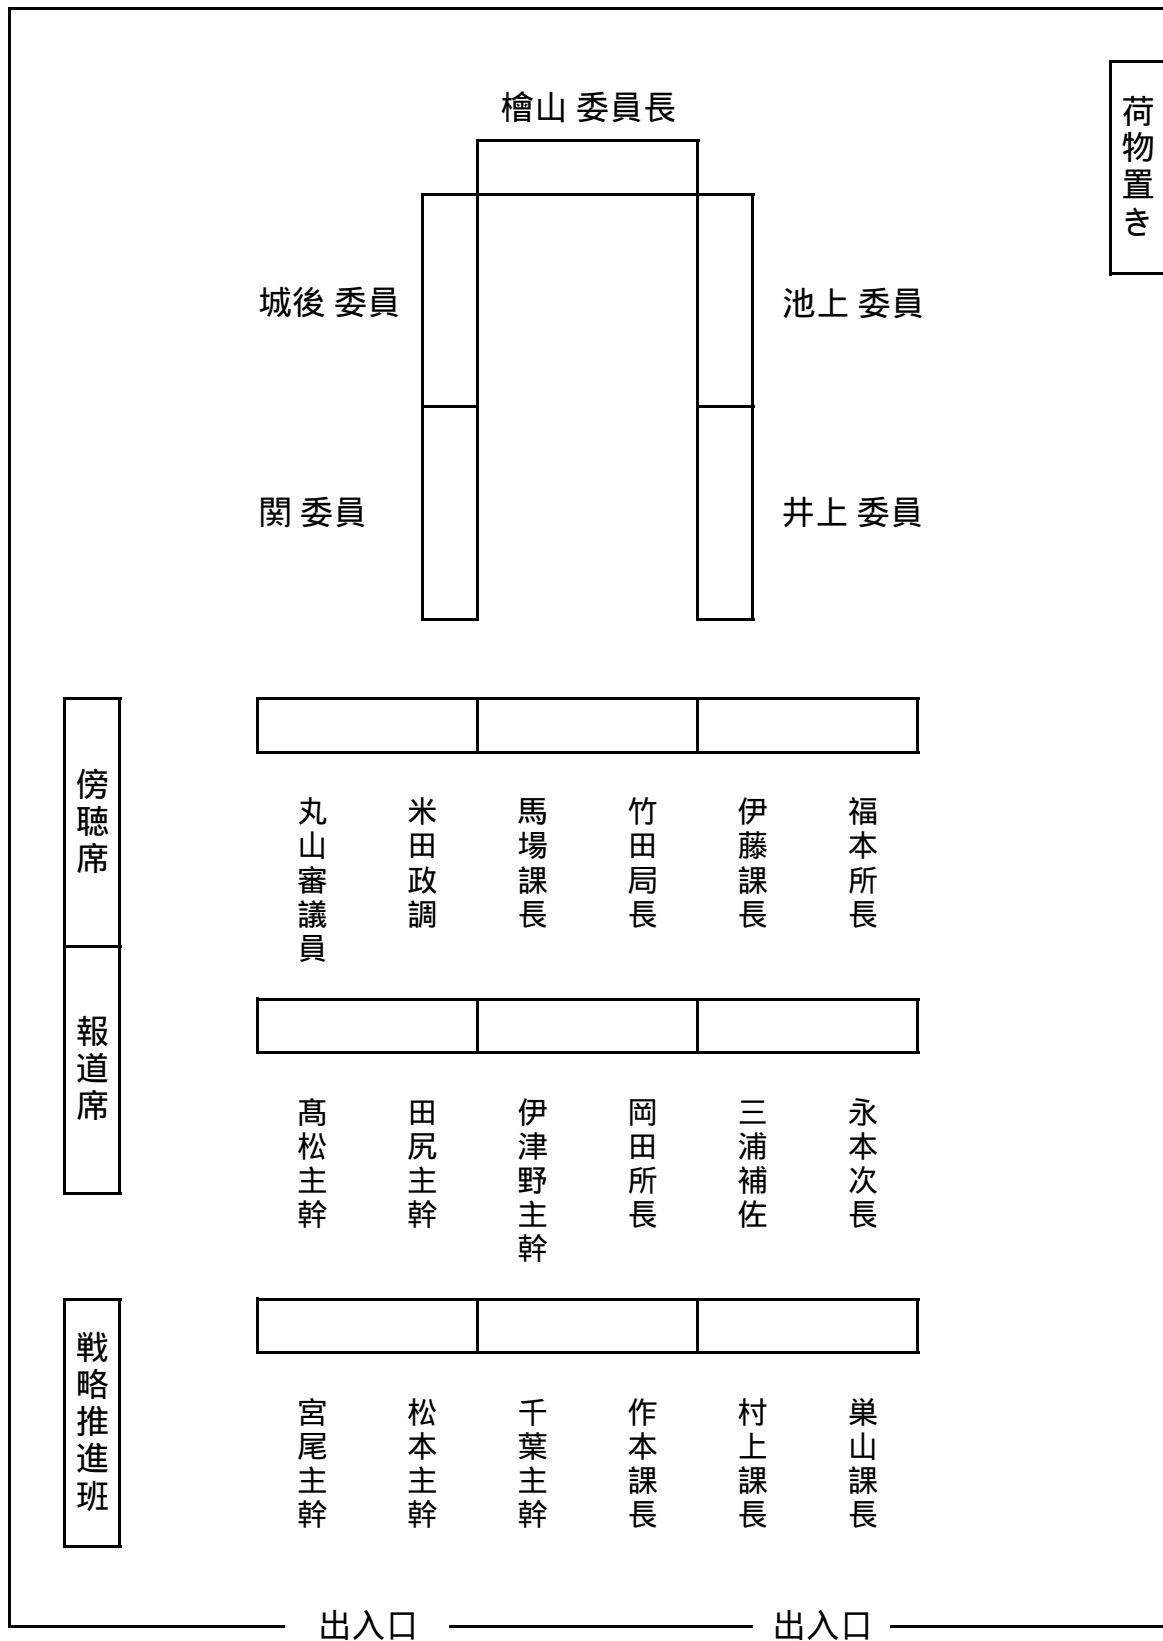 檜山 委員長
荷物置き
城後 委員
池上 委員
関 委員
井上 委員
傍聴席
丸山審議員
米田政調
馬場課長
竹田局長
伊藤課長
福本所長
報道席
髙松主幹
田尻主幹
伊津野主幹
岡田所長
三浦補佐
永本次長
戦略推進班
宮尾主幹
松本主幹
千葉主幹
作本課長
村上課長
巣山課長
出入口
出入口